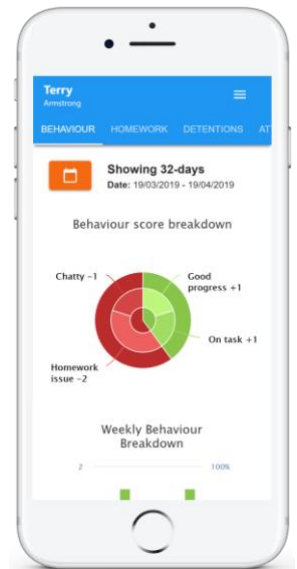 Terry
Armstrong
BEHAVIOUR HOMEWORK DETENTIONS AT
Showing 32-days
Date: 19/03/2019 - 19/04/2019
Behaviour score breakdown
Chatty −1
Good
progress +1
On task +1
Homework
issue −2
Weekly Behaviour
Breakdown
2 100%